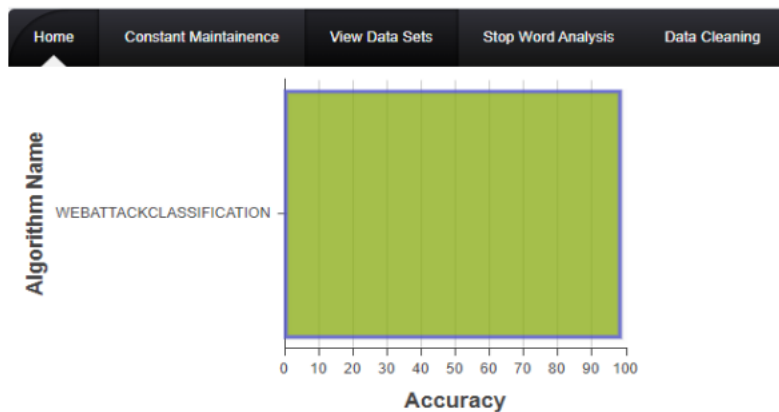 Home Constant Maintainence View Data Sets Stop Word Analysis Data Cleaning
Algorithm Name
WEBATTACKCLASSIFICATION
0 10 20 30 40 50 60 70 80 90 100
Accuracy